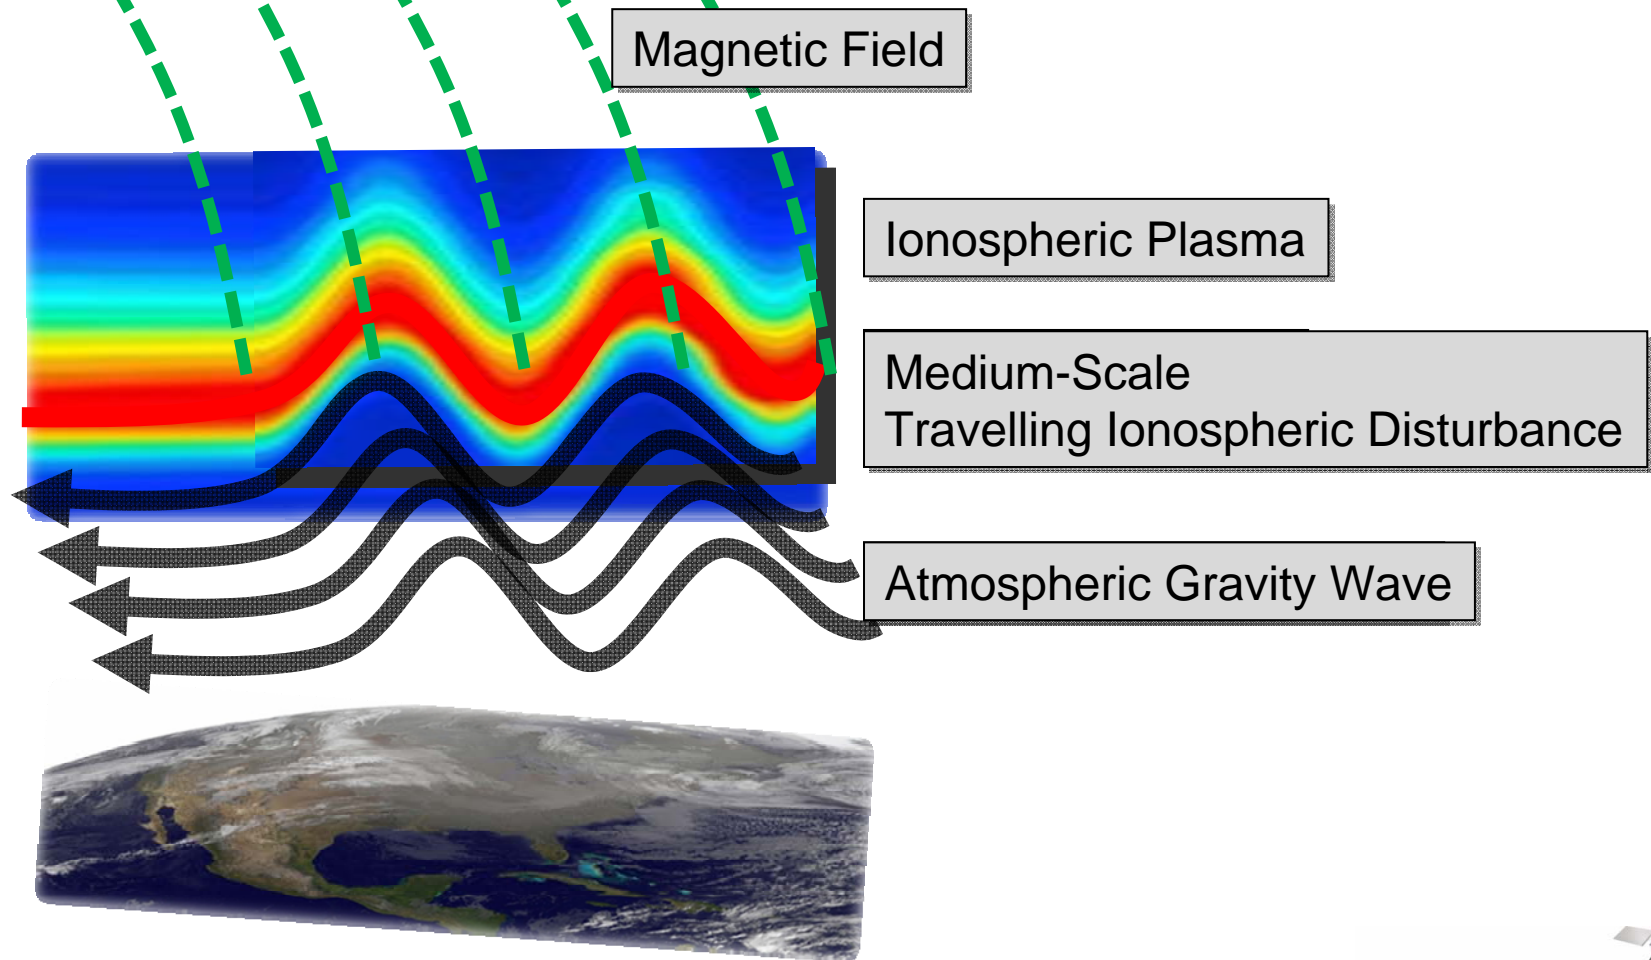 Magnetic Field
Ionospheric Plasma
Medium-Scale
Travelling Ionospheric Disturbance
Atmospheric Gravity Wave